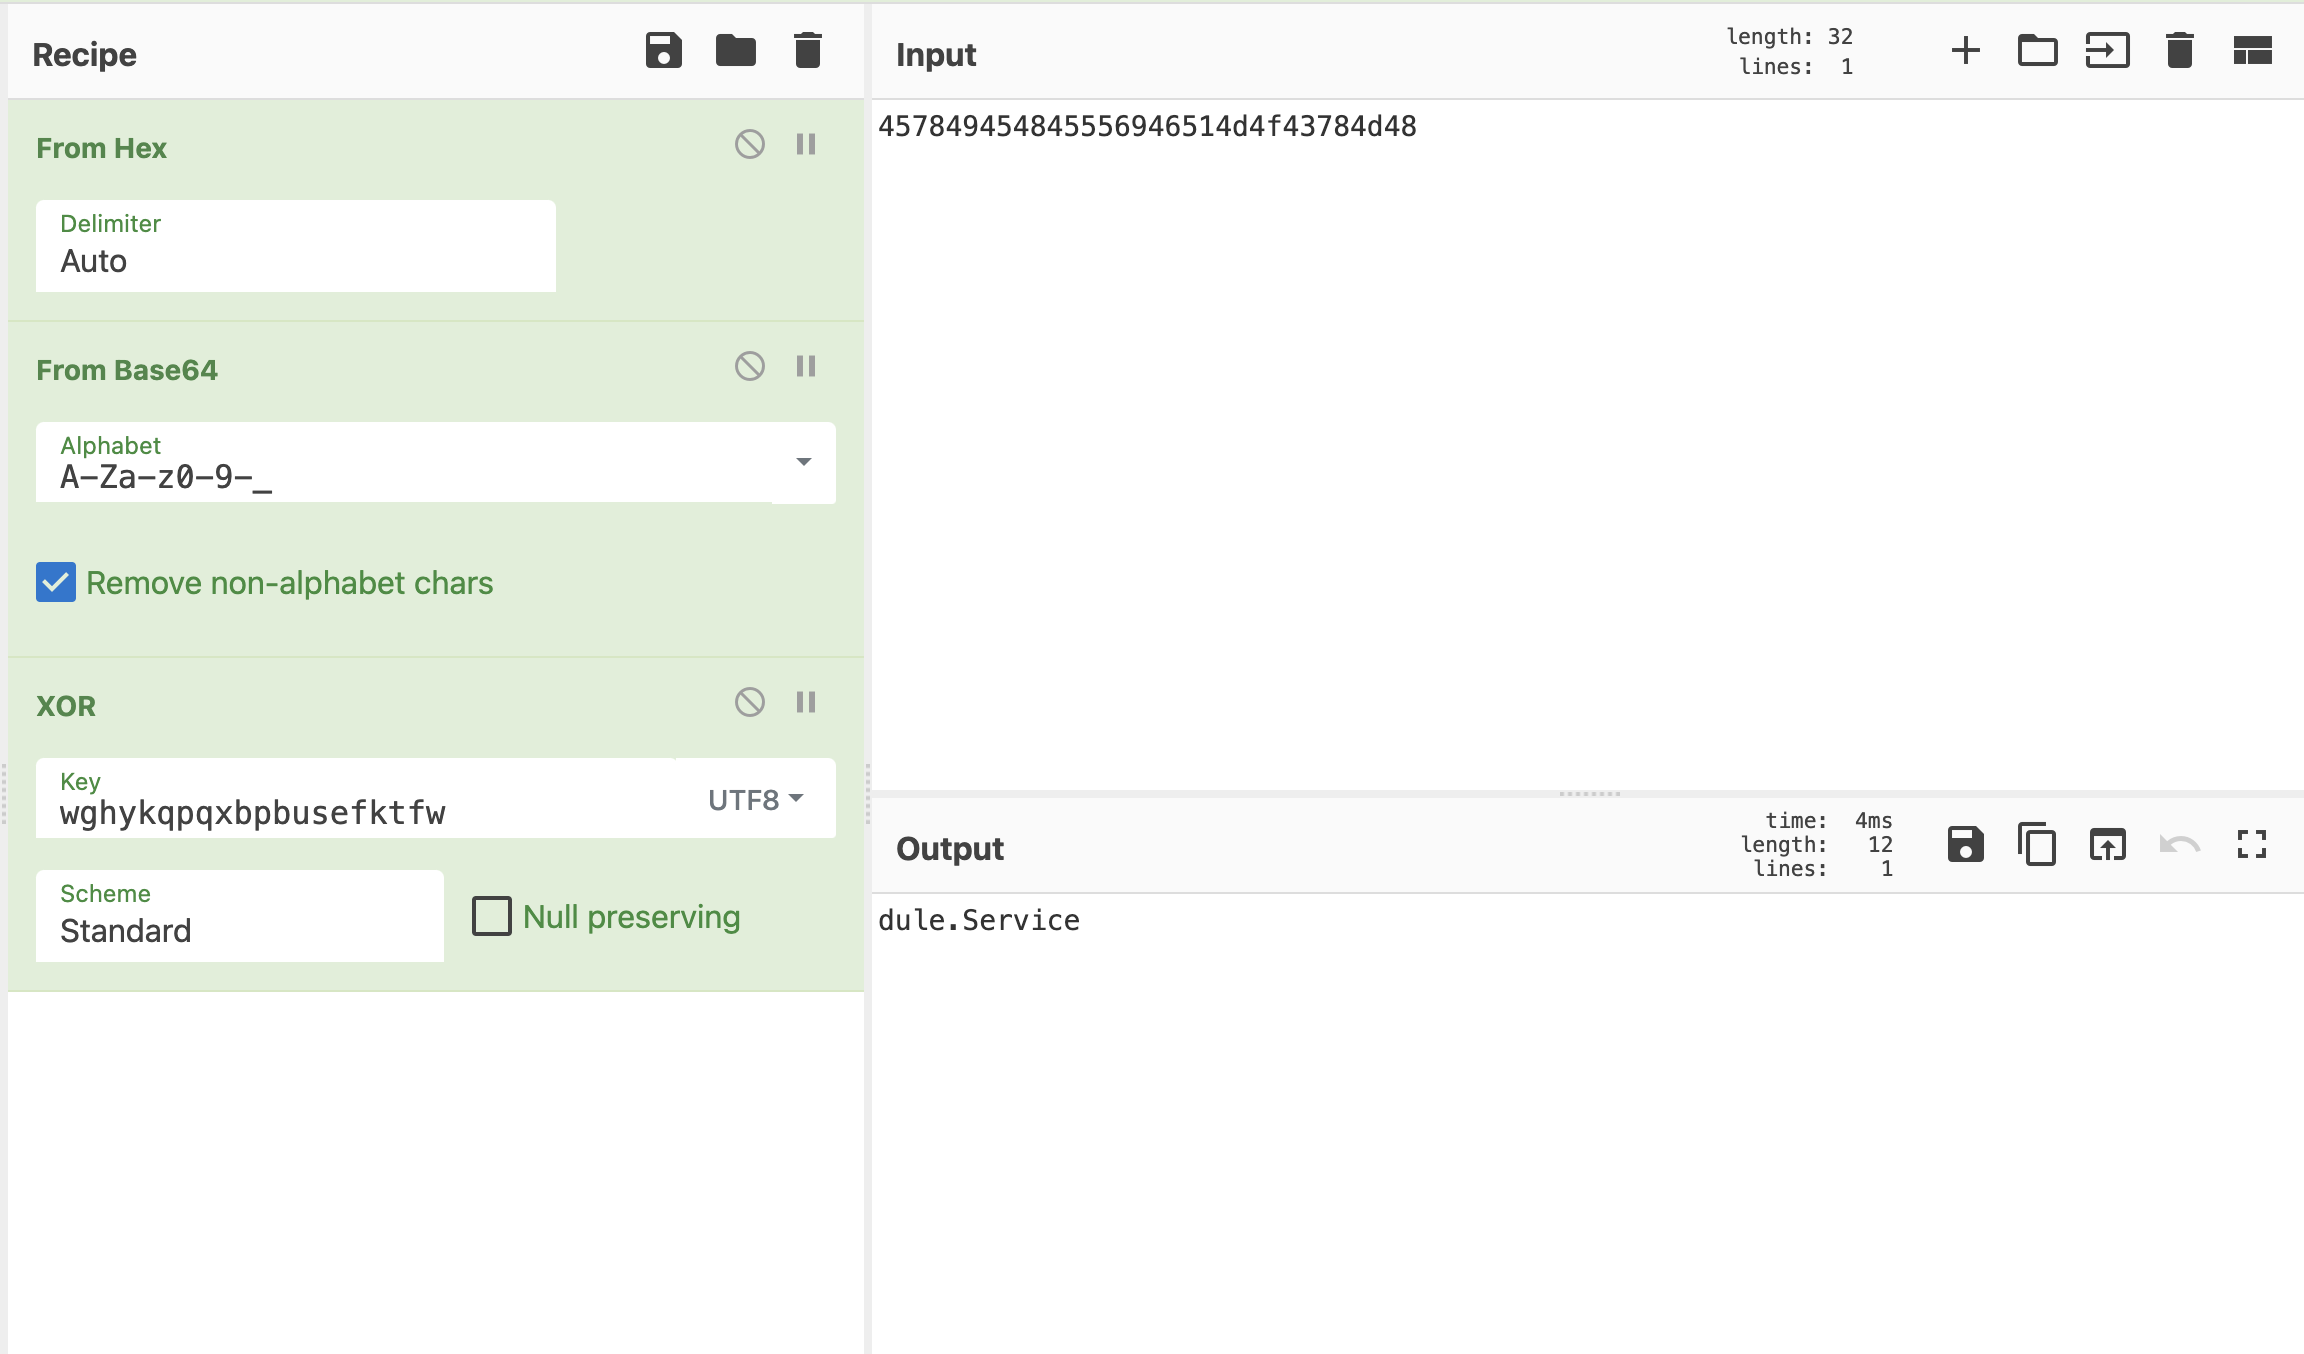 Recipe
From Hex
Delimiter
Auto
From Base64
Alphabet
A-Za-z0-9-_
Remove non-alphabet chars
XOR
Key
wghykqpqxbpbusefktfw
UTF8
Scheme
Standard
Null preserving
Input
length: 32
lines: 1
457849454845556946514d4f43784d48
Output
time: 4ms
length: 12
lines: 1
dule.Service